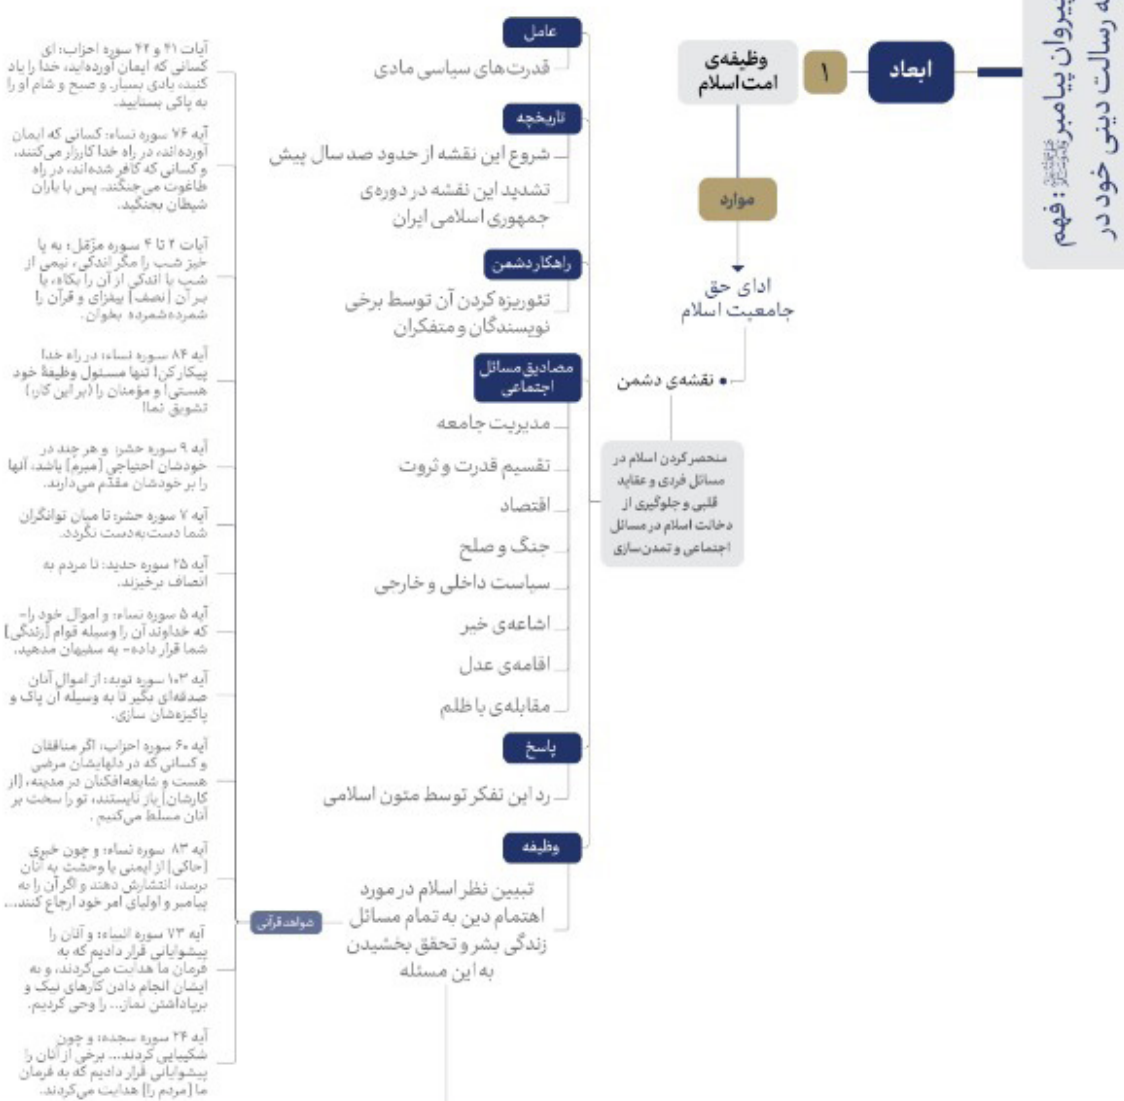 پیروان پیامبر: فهم
رسالت دینی خود در
ابعاد
۱
وظیفه‌ی
امت اسلام
موارد
ادای حق
جامعیت اسلام
نقشه‌ی دشمن
منحصر کردن اسلام در
مسائل فردی و عقاید
قلبی و جلوگیری از
دخالت اسلام در مسائل
اجتماعی و تمدن‌سازی
عامل
قدرت‌های سیاسی مادی
تاریخچه
شروع این نقشه از حدود صد سال پیش
تشدید این نقشه در دوره‌ی
جمهوری اسلامی ایران
راهکار دشمن
تئوریزه کردن آن توسط برخی
نویسندگان و متفکران
مصادیق مسائل
اجتماعی
مدیریت جامعه
تقسیم قدرت و ثروت
اقتصاد
جنگ و صلح
سیاست داخلی و خارجی
اشاعه‌ی خیر
اقامه‌ی عدل
مقابله‌ی با ظلم
پاسخ
رد این تفکر توسط متون اسلامی
وظیفه
تبیین نظر اسلام در مورد
اهتمام دین به تمام مسائل
زندگی بشر و تحقق بخشیدن
به این مسئله
شواهد قرآنی
آیات ۴۱ و ۴۲ سوره احزاب: ای
کسانی که ایمان آورده‌اید، خدا را یاد
کنید، یادی بسیار. و صبح و شام او را
به پاکی بستایید.
آیه ۷۶ سوره نساء: کسانی که ایمان
آورده‌اند، در راه خدا کارزار می‌کنند،
و کسانی که کافر شده‌اند، در راه
طاغوت می‌جنگند. پس با یاران
شیطان بجنگید.
آیات ۲ تا ۴ سوره مزّمّل: به پا
خیز شب را مگر اندکی، نیمی از
شب یا اندکی از آن را بکاه، یا
بر آن [نصف] بیفزای و قرآن را
شمرده‌شمرده بخوان.
آیه ۸۴ سوره نساء: در راه خدا
پیکار کن! تنها مسئول وظیفهٔ خود
هستی! و مؤمنان را (بر این کار،)
تشویق نما!
آیه ۹ سوره حشر: و هر چند در
خودشان احتیاجی [مبرم] باشد، آنها
را بر خودشان مقدّم می‌دارند.
آیه ۷ سوره حشر: تا میان توانگران
شما دست‌به‌دست نگردد.
آیه ۲۵ سوره حدید: تا مردم به
انصاف برخیزند.
آیه ۵ سوره نساء: و اموال خود را-
که خداوند آن را وسیله قوام [زندگی]
شما قرار داده- به سفیهان مدهید.
آیه ۱۰۳ سوره توبه: از اموال آنان
صدقه‌ای بگیر تا به وسیله آن پاک و
پاکیزه‌شان سازی.
آیه ۶۰ سوره احزاب: اگر منافقان
و کسانی که در دلهایشان مرضی
هست و شایعه‌افکنان در مدینه، [از
کارشان] باز نایستند، تو را سخت بر
آنان مسلط می‌کنیم .
آیه ۸۳ سوره نساء: و چون خبری
[حاکی] از ایمنی یا وحشت به آنان
برسد، انتشارش دهند و اگر آن را به
پیامبر و اولیای امر خود ارجاع کنند...
آیه ۷۳ سوره انبیاء: و آنان را
پیشوایانی قرار دادیم که به
فرمان ما هدایت می‌کردند، و به
ایشان انجام دادن کارهای نیک و
برپاداشتن نماز... را وحی کردیم.
آیه ۲۴ سوره سجده: و چون
شکیبایی کردند... برخی از آنان را
پیشوایانی قرار دادیم که به فرمان
ما [مردم را] هدایت می‌کردند.